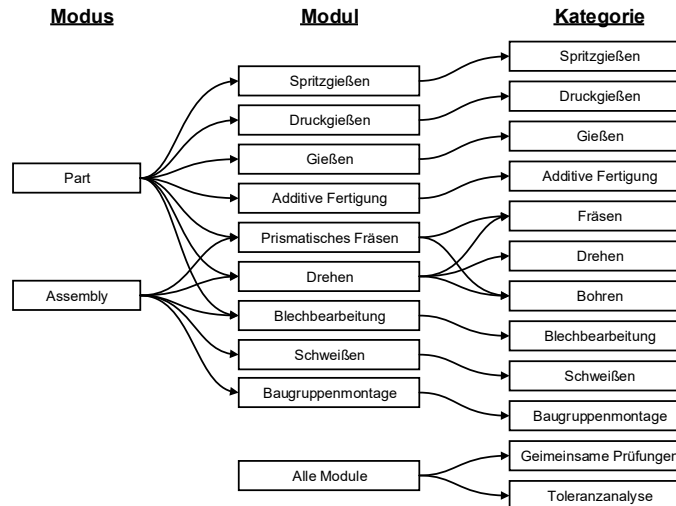 Modus
Modul
Kategorie
Part
Assembly
Spritzgießen
Druckgießen
Gießen
Additive Fertigung
Prismatisches Fräsen
Drehen
Blechbearbeitung
Schweißen
Baugruppenmontage
Alle Module
Spritzgießen
Druckgießen
Gießen
Additive Fertigung
Fräsen
Drehen
Bohren
Blechbearbeitung
Schweißen
Baugruppenmontage
Geimeinsame Prüfungen
Toleranzanalyse